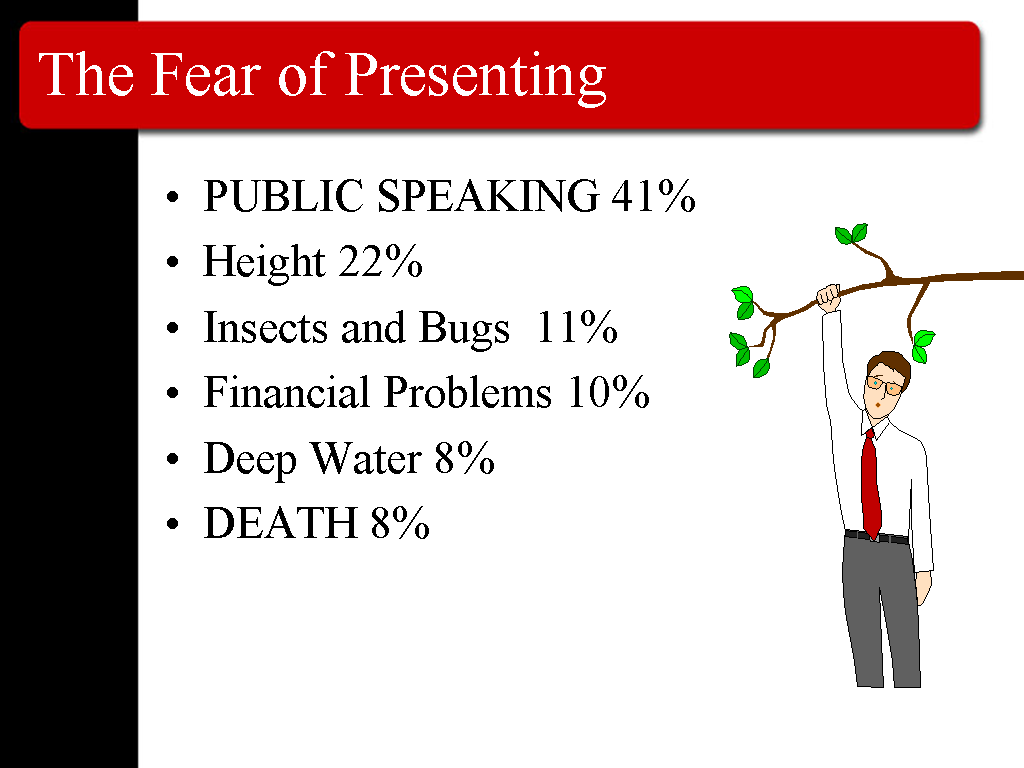 The Fear of Presenting
• PUBLIC SPEAKING 41%
• Height 22%
• Insects and Bugs  11%
• Financial Problems 10%
• Deep Water 8%
• DEATH 8%